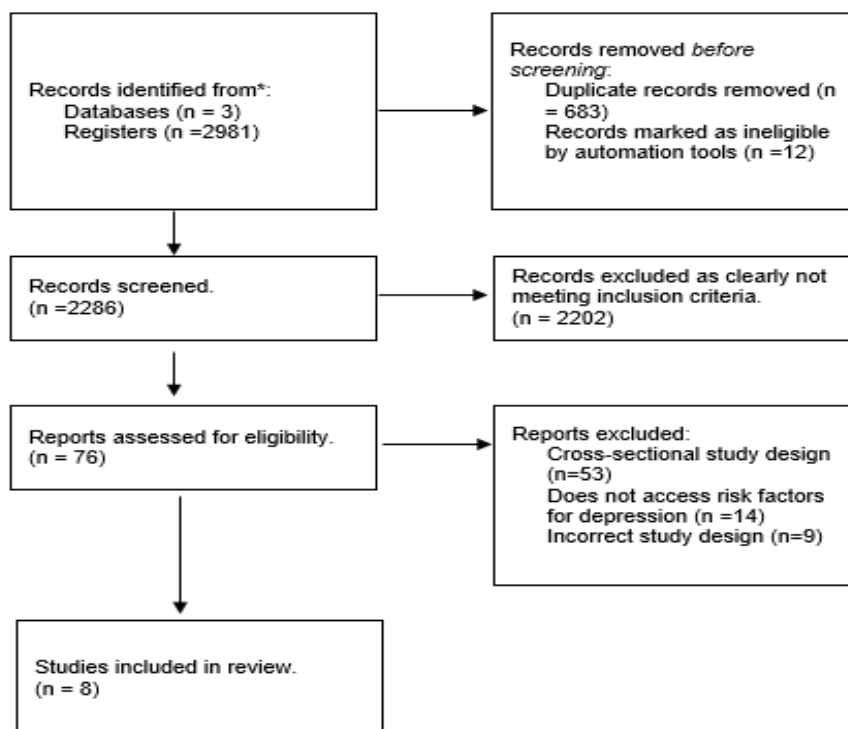 Records identified from*:
Databases (n = 3)
Registers (n =2981)
Records removed before
screening:
Duplicate records removed (n
= 683)
Records marked as ineligible
by automation tools (n =12)
Records screened.
(n =2286)
Records excluded as clearly not
meeting inclusion criteria.
(n = 2202)
Reports assessed for eligibility.
(n = 76)
Reports excluded:
Cross-sectional study design
(n=53)
Does not access risk factors
for depression (n =14)
Incorrect study design (n=9)
Studies included in review.
(n = 8)